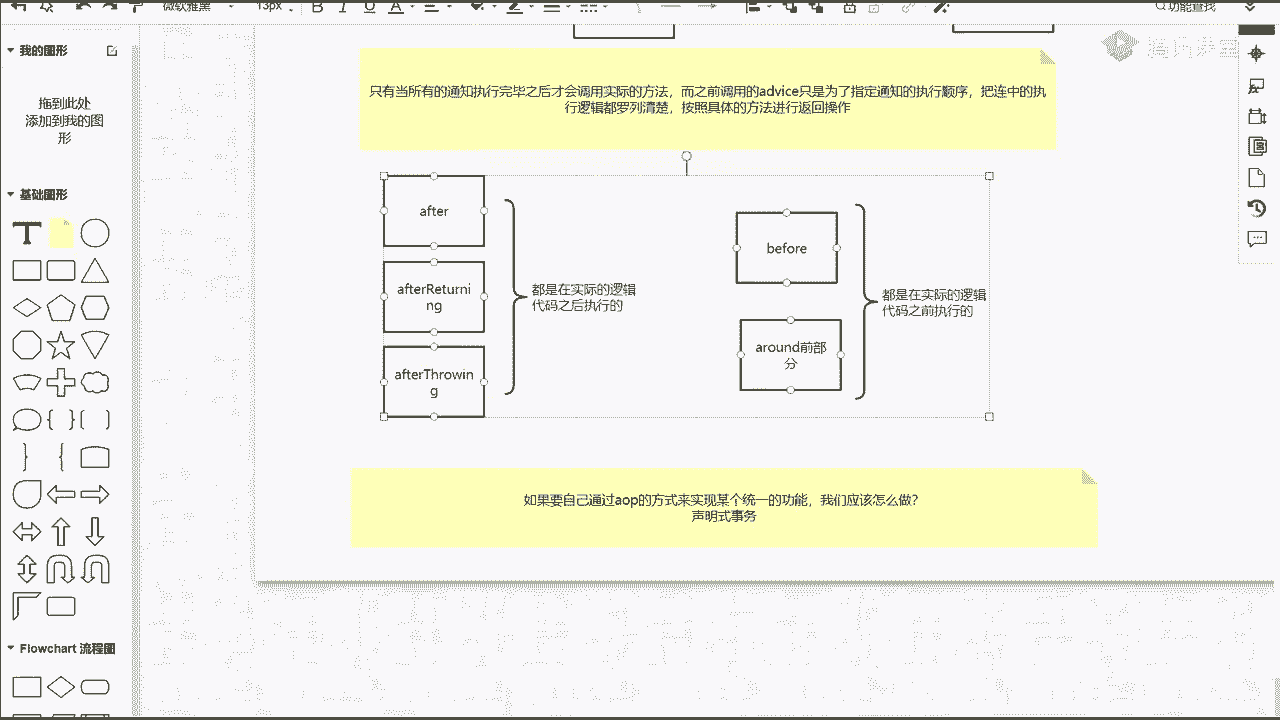 微软雅黑
13px
B I U A
功能查找
我的图形
腾讯课堂
拖到此处
添加到我的图
形
只有当所有的通知执行完毕之后才会调用实际的方法，而之前调用的advice只是为了指定通知的执行顺序，把连中的执
行逻辑都罗列清楚，按照具体的方法进行返回操作
基础图形
T
after
before
afterReturni
ng
都是在实际的逻辑
代码之后执行的
都是在实际的逻辑
代码之前执行的
around前部
分
afterThrowin
g
如果要自己通过aop的方式来实现某个统一的功能，我们应该怎么做?
声明式事务
Flowchart 流程图